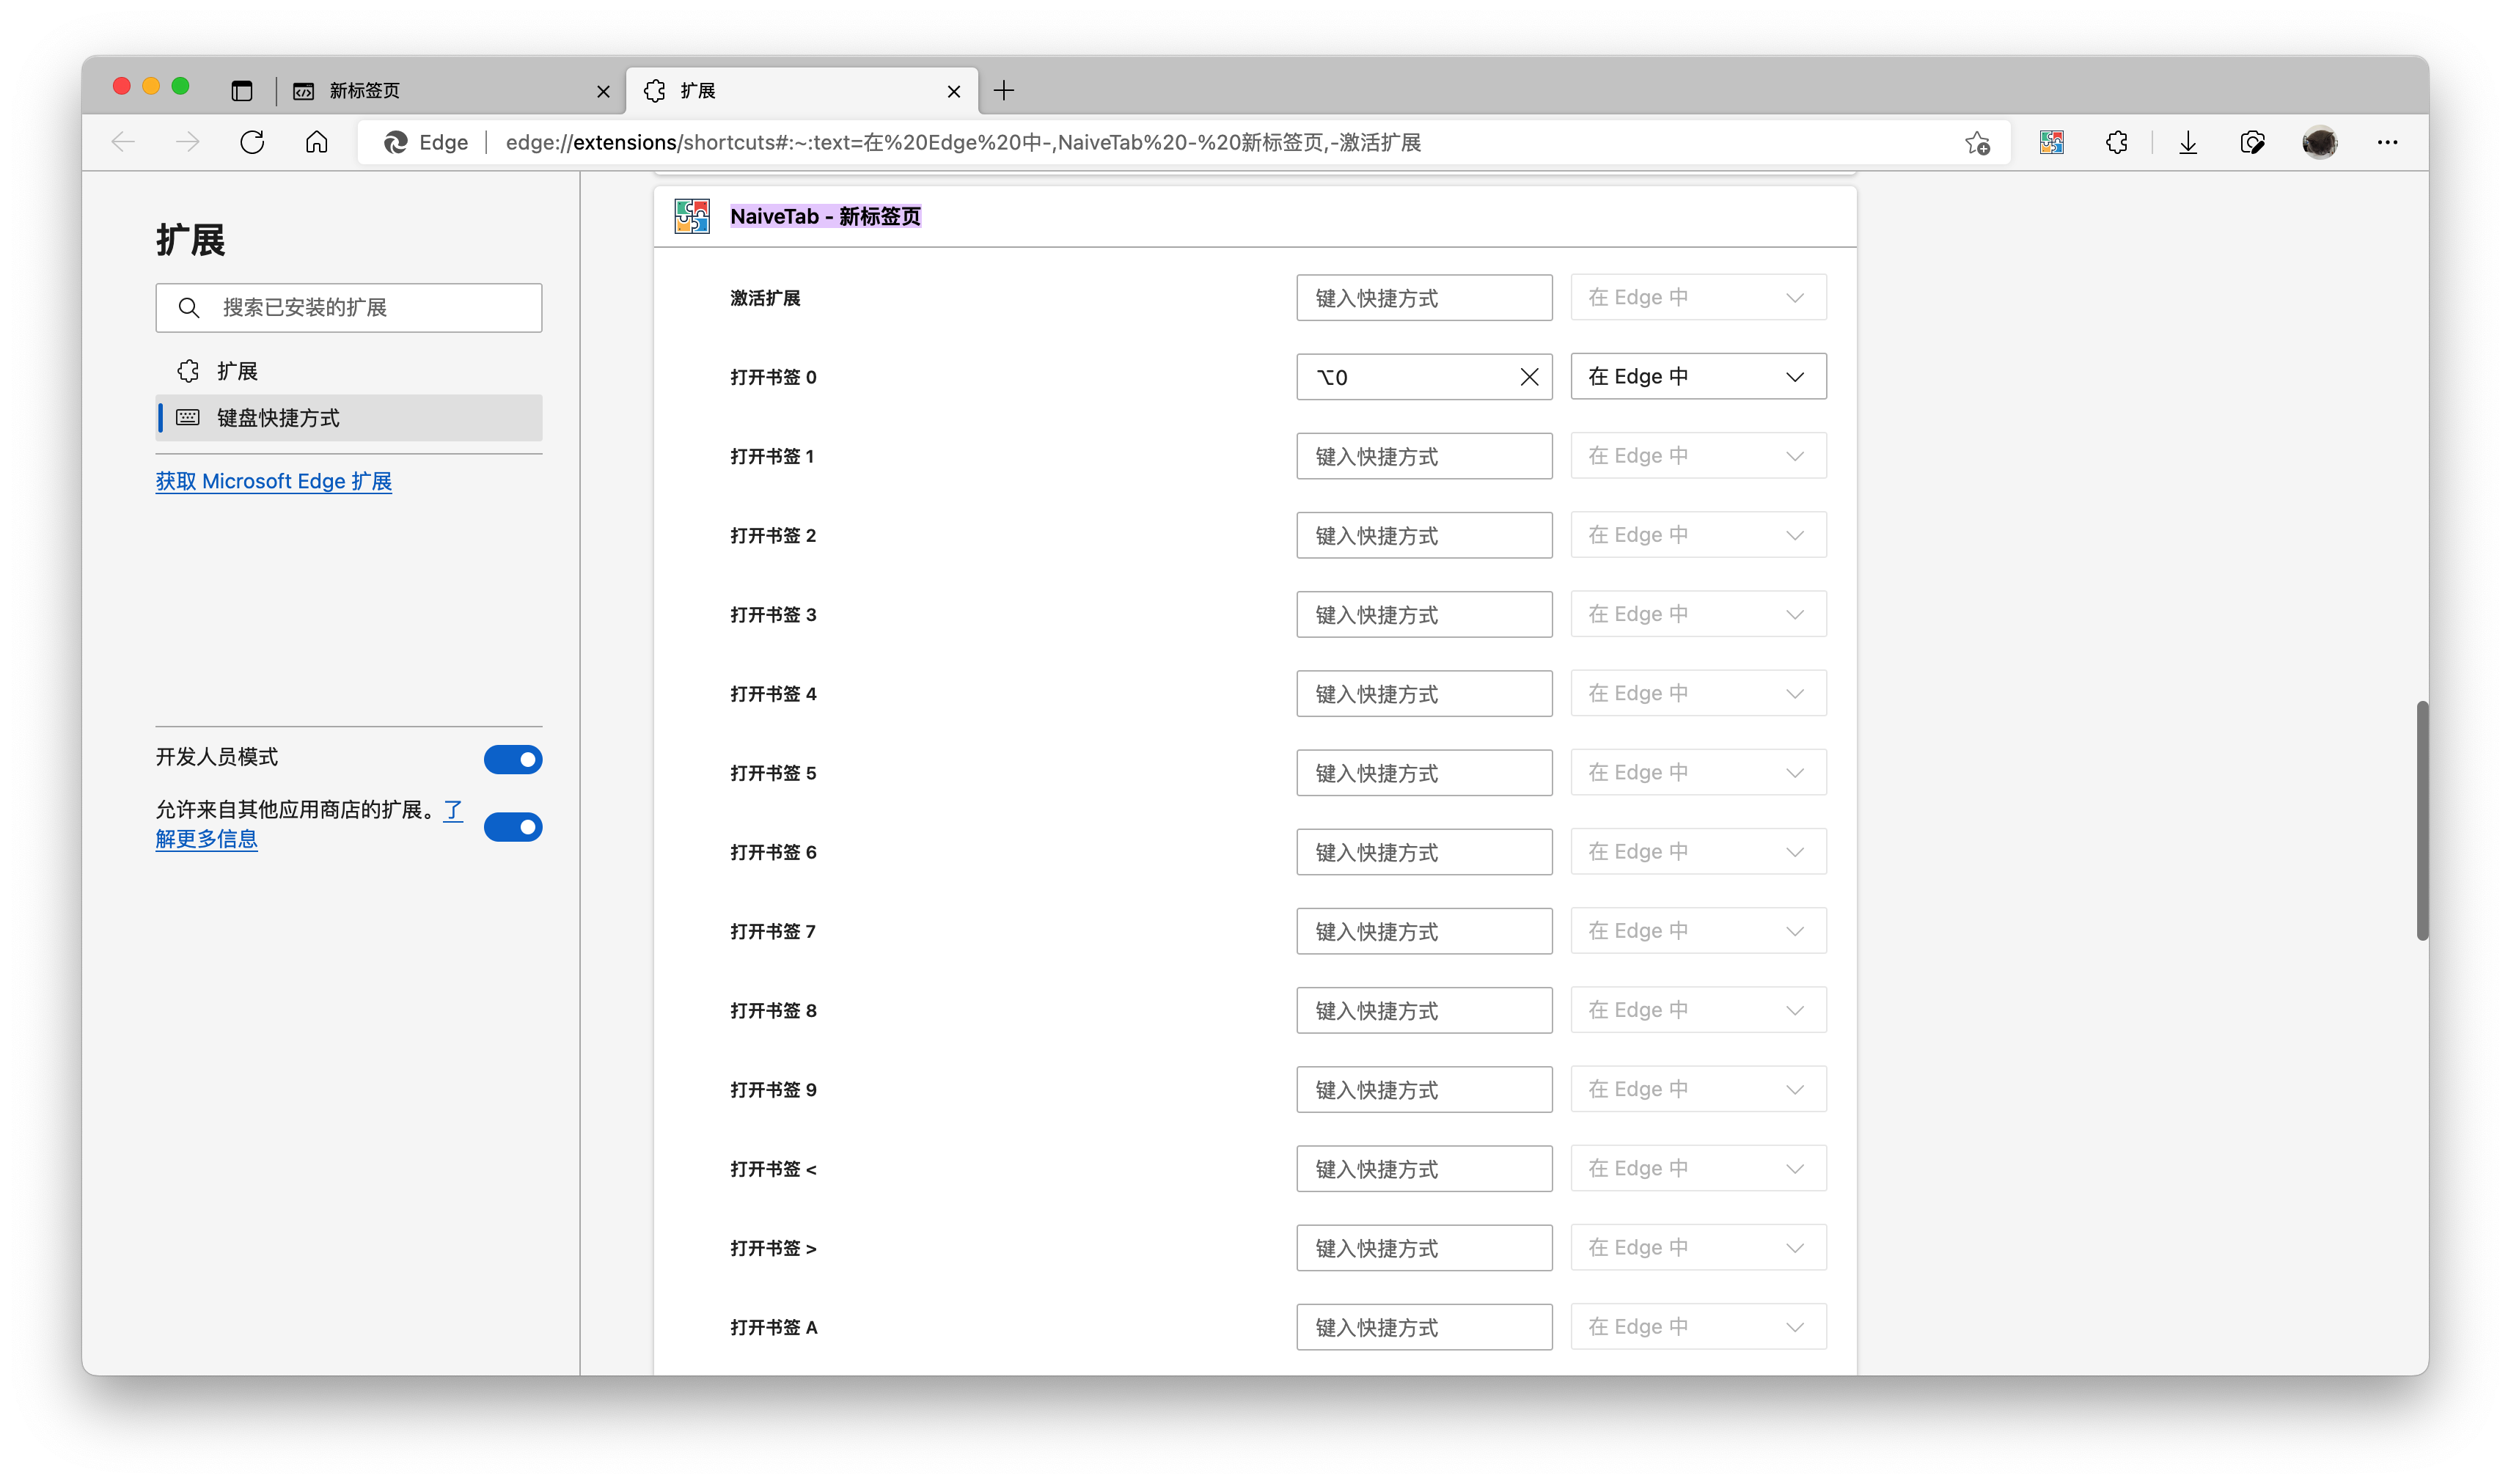 新标签页
扩展
Edge
edge://extensions/shortcuts#:~:text=在%20Edge%20中-,NaiveTab%20-%20新标签页,-激活扩展
扩展
搜索已安装的扩展
扩展
键盘快捷方式
获取 Microsoft Edge 扩展
开发人员模式
允许来自其他应用商店的扩展。了
解更多信息
NaiveTab - 新标签页
激活扩展 键入快捷方式 在 Edge 中
打开书签 0 ⌥0 在 Edge 中
打开书签 1 键入快捷方式 在 Edge 中
打开书签 2 键入快捷方式 在 Edge 中
打开书签 3 键入快捷方式 在 Edge 中
打开书签 4 键入快捷方式 在 Edge 中
打开书签 5 键入快捷方式 在 Edge 中
打开书签 6 键入快捷方式 在 Edge 中
打开书签 7 键入快捷方式 在 Edge 中
打开书签 8 键入快捷方式 在 Edge 中
打开书签 9 键入快捷方式 在 Edge 中
打开书签 < 键入快捷方式 在 Edge 中
打开书签 > 键入快捷方式 在 Edge 中
打开书签 A 键入快捷方式 在 Edge 中